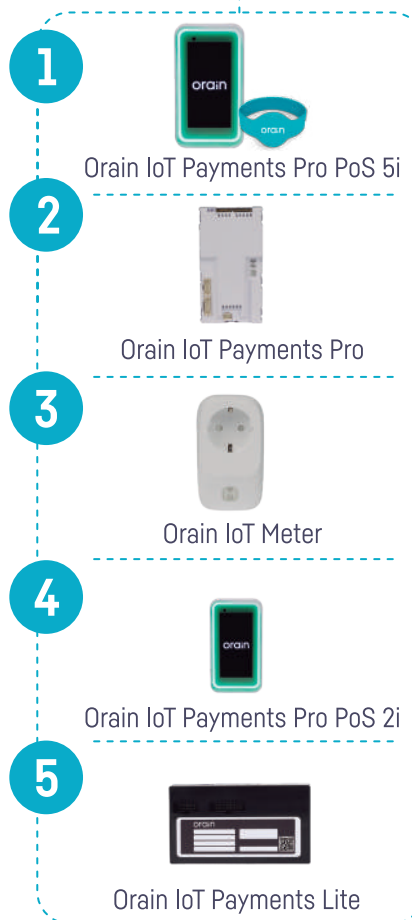 1
orain
orain
Orain IoT Payments Pro PoS 5i
2
Orain IoT Payments Pro
3
Orain IoT Meter
4
orain
Orain IoT Payments Pro PoS 2i
5
orain
Orain IoT Payments Lite